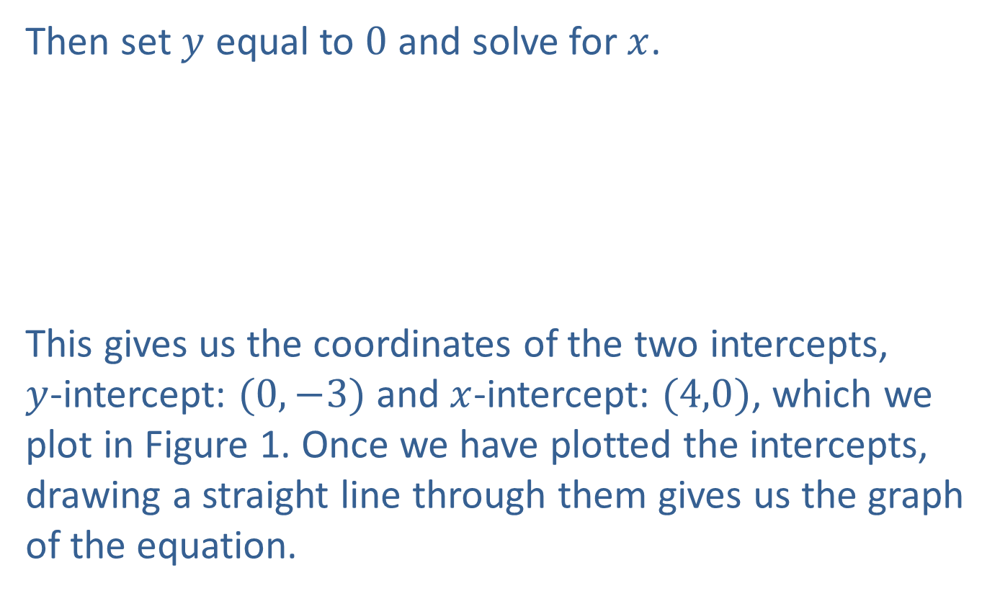 Then set y equal to 0 and solve for x.
This gives us the coordinates of the two intercepts,
y-intercept: (0, −3) and x-intercept: (4,0), which we
plot in Figure 1. Once we have plotted the intercepts,
drawing a straight line through them gives us the graph
of the equation.